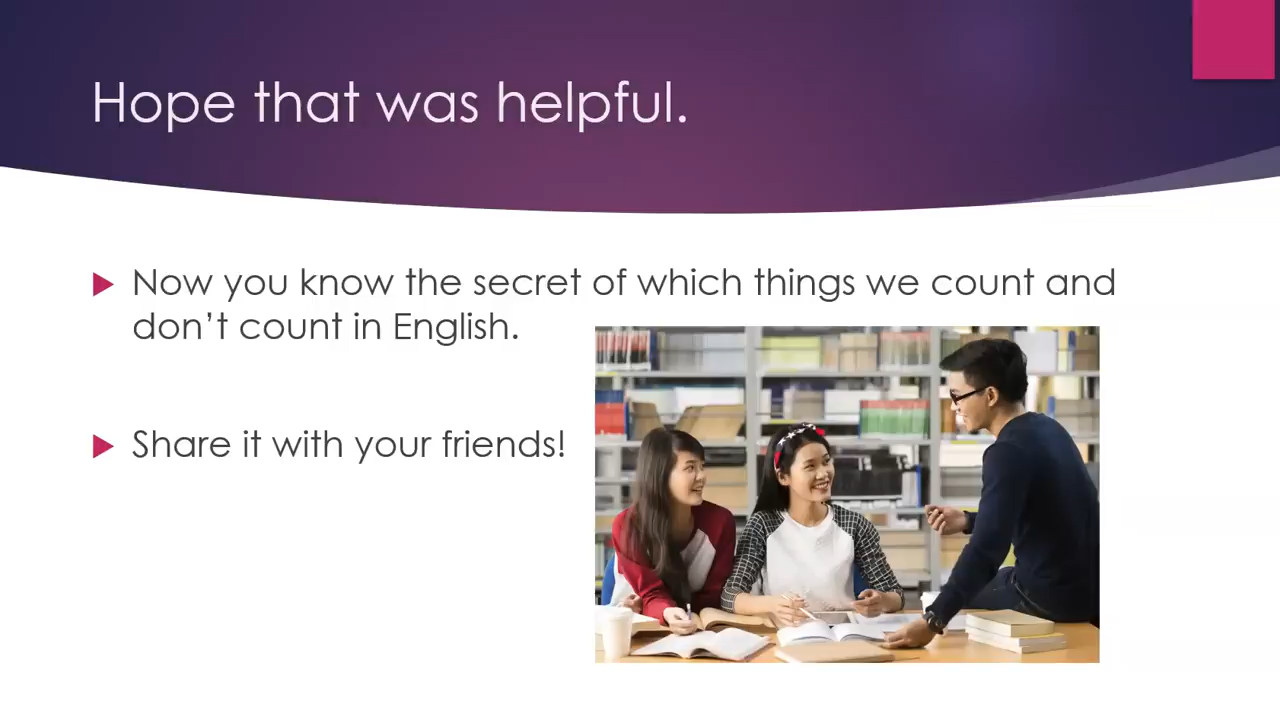 Hope that was helpful.
Now you know the secret of which things we count and
don’t count in English.
Share it with your friends!